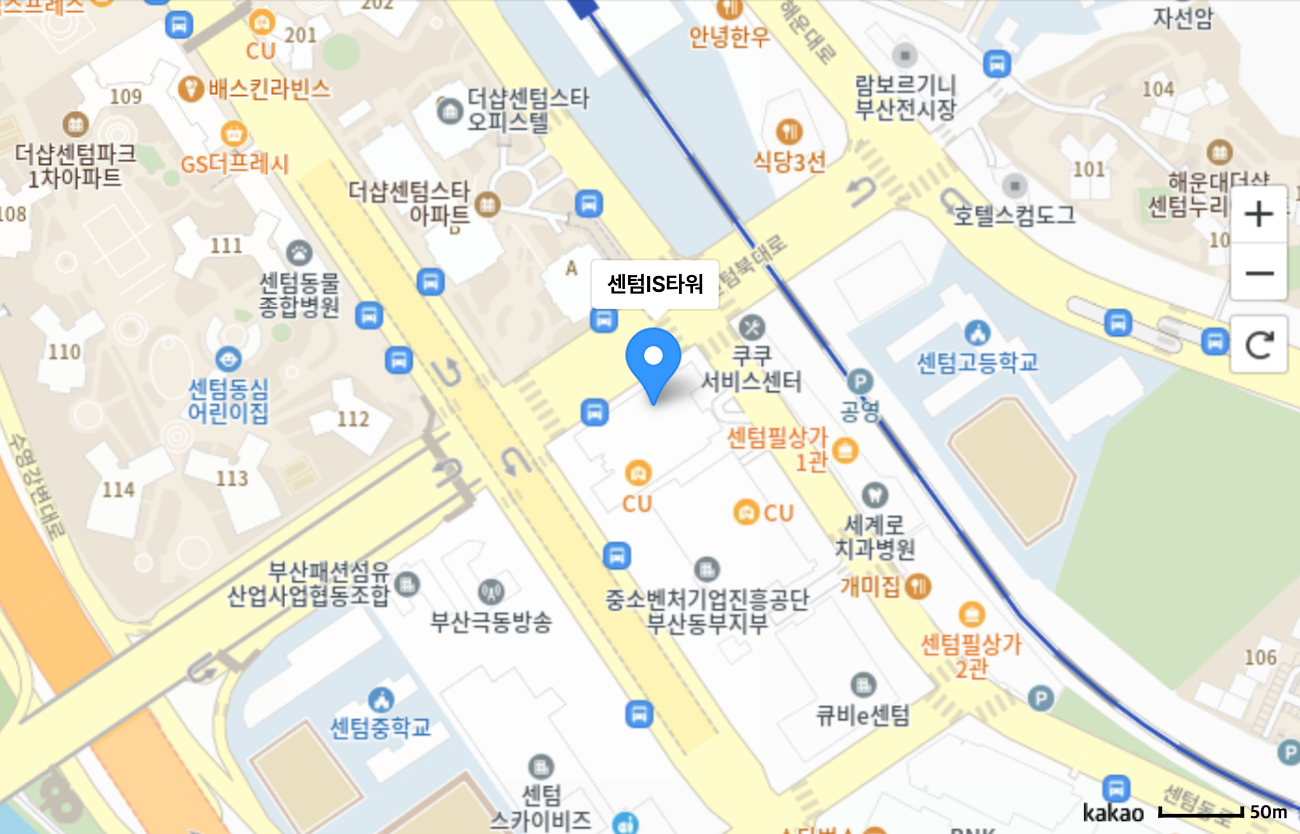 202
CU
201
안녕한우
해운대로
자선암
109
배스킨라빈스
더샵센텀스타
오피스텔
람보르기니
부산전시장
104
더샵센텀파크
1차아파트
GS더프레시
식당3선
101
해운대더샵
센텀누리
더샵센텀스타
아파트
108
호텔스컴도그
+
10
111
센텀동물
종합병원
A
센텀IS타워
텀북대로
−
110
센텀동심
어린이집
쿠쿠
서비스센터
센텀고등학교
112
공영
P
수영강변대로
113
114
센텀필상가
1관
CU
CU
세계로
치과병원
부산패션섬유
산업사업협동조합
부산극동방송
중소벤처기업진흥공단
부산동부지부
개미집
센텀필상가
2관
106
P
센텀중학교
큐비e센텀
P
센텀
스카이비즈
센텀동로
kakao
50m